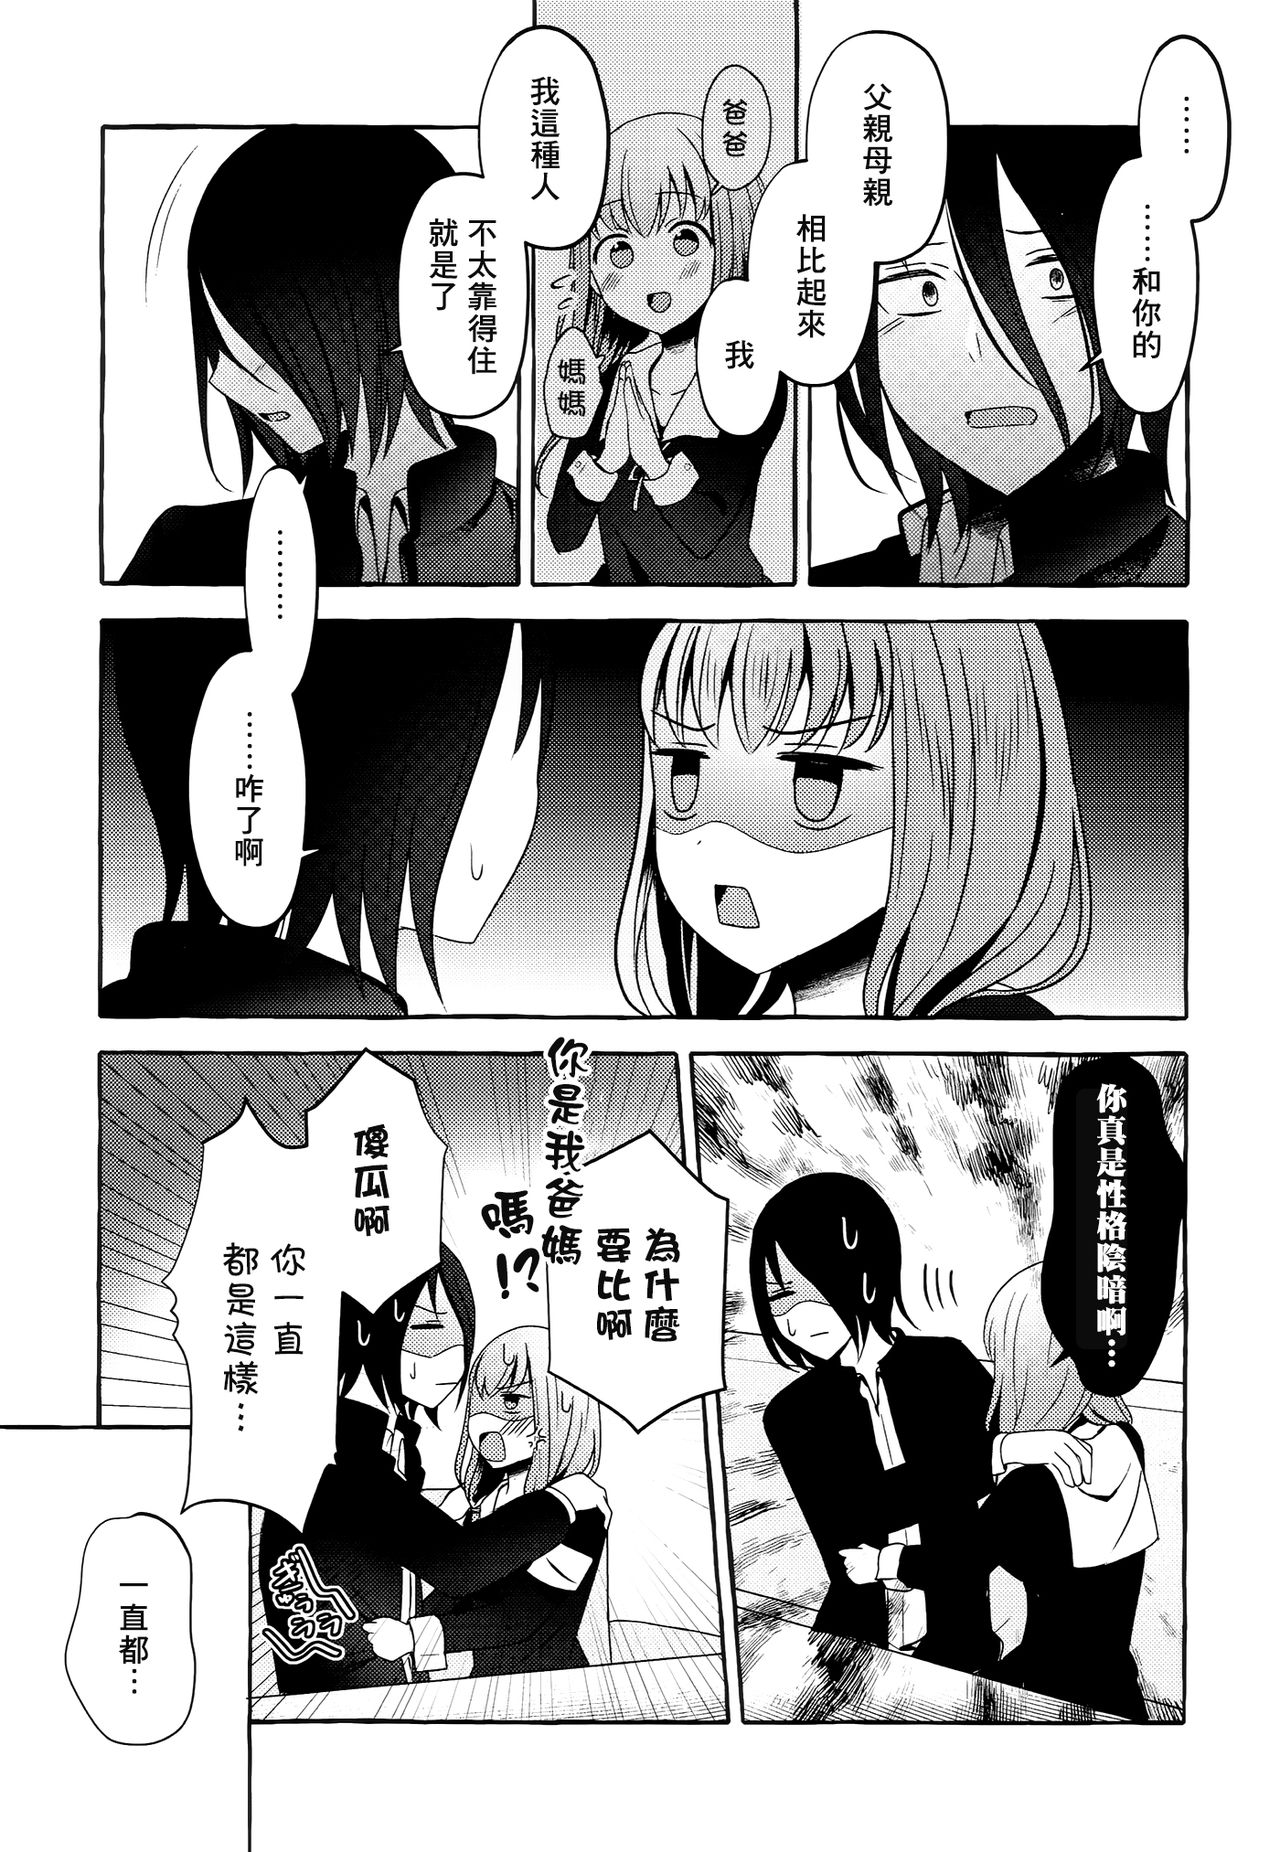 ……
……和你的
父親母親
相比起來
我
爸爸
媽媽
我這種人
不太靠得住
就是了
………
……咋了啊
你真是性格陰暗啊…
為什麼
要比啊
你是我爸媽
嗎!?
傻瓜啊
你一直
都是這樣…
一直都…